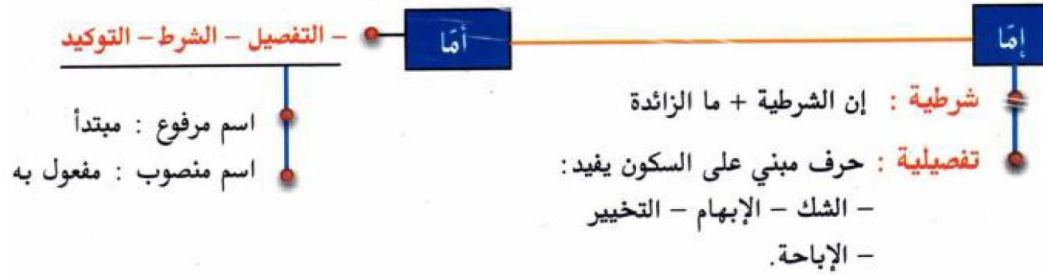 إمّا
شرطية : إن الشرطية + ما الزائدة
تفصيلية : حرف مبني على السكون يفيد:
– الشك – الإبهام – التخيير
– الإباحة.
أمّا
– التفصيل – الشرط – التوكيد
اسم مرفوع : مبتدأ
اسم منصوب : مفعول به